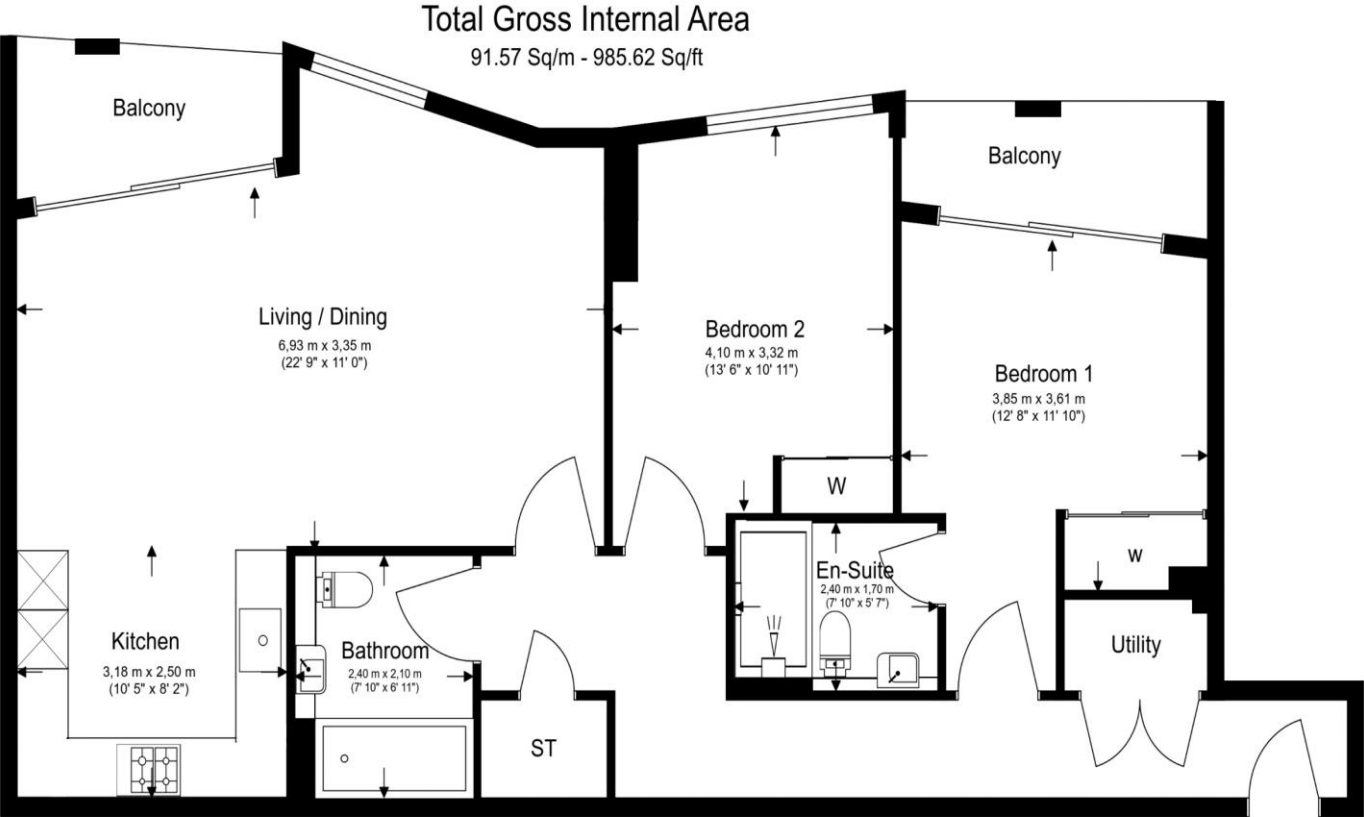 Total Gross Internal Area
91.57 Sq/m - 985.62 Sq/ft
Balcony
Balcony
Living / Dining
6,93 m x 3,35 m
(22' 9" x 11' 0")
Bedroom 2
4,10 m x 3,32 m
(13' 6" x 10' 11")
Bedroom 1
3,85 m x 3,61 m
(12' 8" x 11' 10")
W
W
En-Suite
2,40 m x 1,70 m
(7' 10" x 5' 7")
Kitchen
3,18 m x 2,50 m
(10' 5" x 8' 2")
Bathroom
2,40 m x 2,10 m
(7' 10" x 6' 11")
Utility
ST